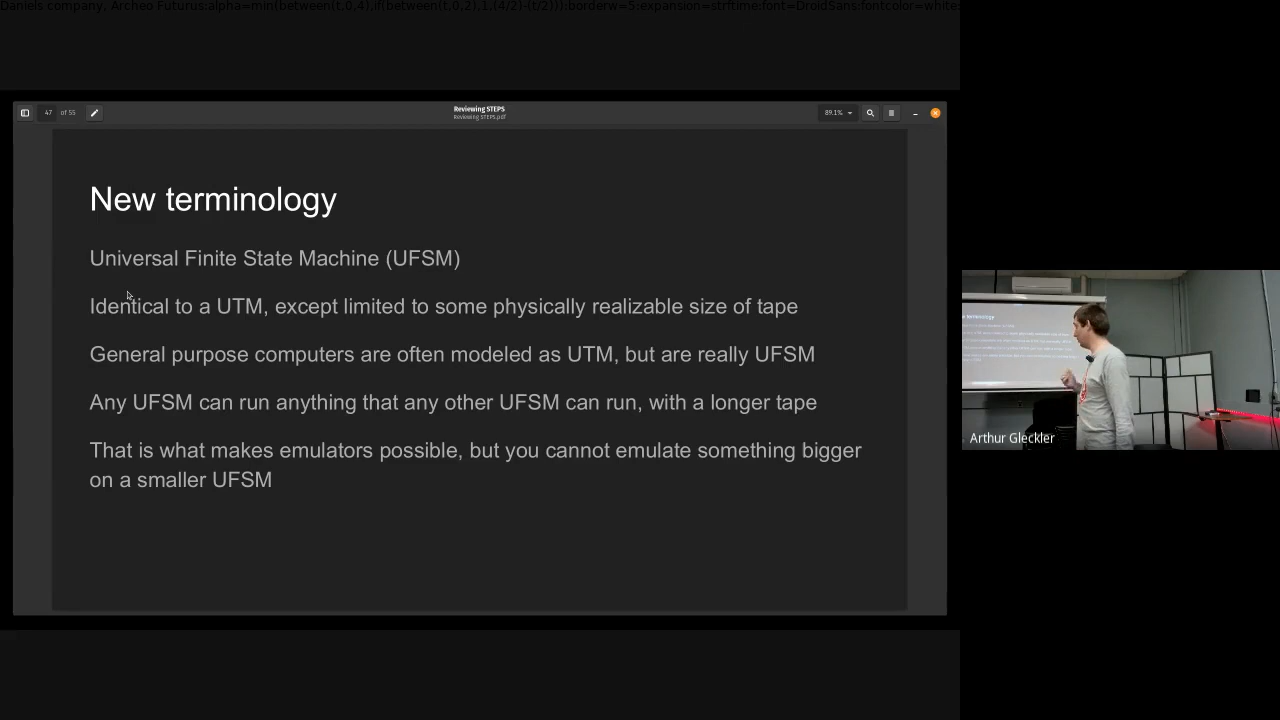 Daniels company, Archeo Futurus:alpha=min(between(t,0,4),if(between(t,0,2),1,(4/2)-(t/2))):borderw=5:expansion=strftime:font=DroidSans:fontcolor=white:
47 of 55
Reviewing STEPS
Reviewing STEPS.pdf
89.1%
New terminology
Universal Finite State Machine (UFSM)
Identical to a UTM, except limited to some physically realizable size of tape
General purpose computers are often modeled as UTM, but are really UFSM
Any UFSM can run anything that any other UFSM can run, with a longer tape
That is what makes emulators possible, but you cannot emulate something bigger
on a smaller UFSM
Arthur Gleckler